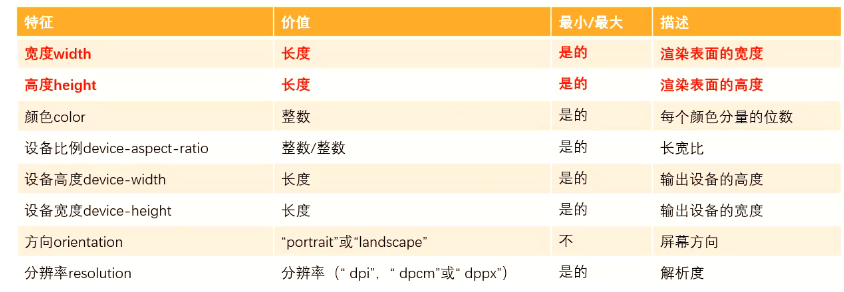 特征 价值 最小/最大 描述
宽度width 长度 是的 渲染表面的宽度
高度height 长度 是的 渲染表面的高度
颜色color 整数 是的 每个颜色分量的位数
设备比例device-aspect-ratio 整数/整数 是的 长宽比
设备高度device-width 长度 是的 输出设备的高度
设备宽度device-height 长度 是的 输出设备的宽度
方向orientation “portrait”或“landscape” 不 屏幕方向
分辨率resolution 分辨率（“ dpi”，“ dpcm”或“ dppx”） 是的 解析度